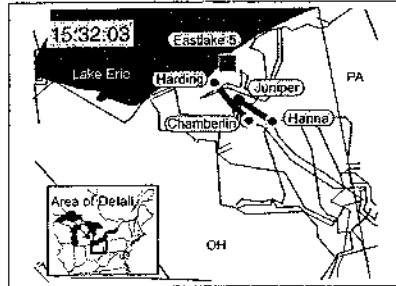 15:32:03
Eastlake 5
Lake Erie
Harding
Juniper
PA
Chamberlin
Hanna
Area of Detail
OH